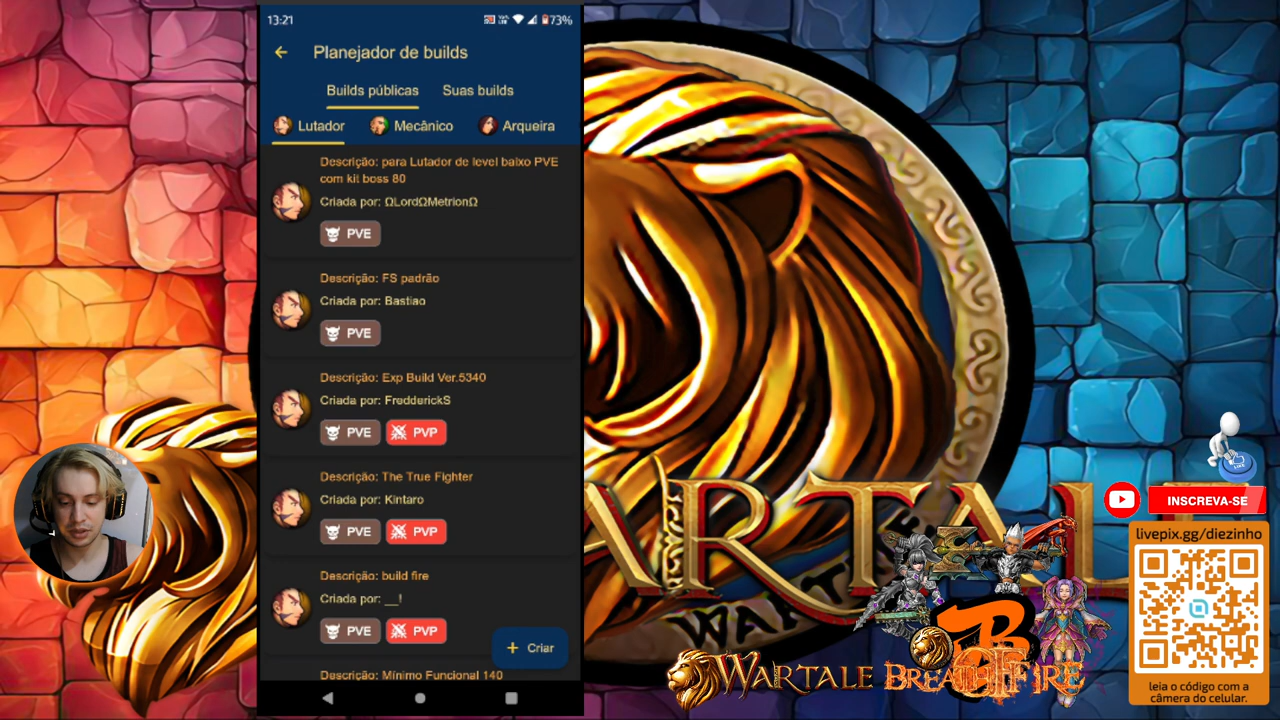 13:21
73%
Planejador de builds
Builds públicas
Suas builds
Lutador
Mecânico
Arqueira
Descrição: para Lutador de level baixo PVE
com kit boss 80
Criada por: ΩLordΩMetrionΩ
PVE
Descrição: FS padrão
Criada por: Bastiao
PVE
Descrição: Exp Build Ver.5340
Criada por: FredderickS
PVE
PVP
Descrição: The True Fighter
Criada por: Kintaro
PVE
PVP
Descrição: build fire
Criada por: __!
PVE
PVP
+ Criar
Descrição: Mínimo Funcional 140
INSCREVA-SE
LIKE
livepix.gg/diezinho
leia o código com a
câmera do celular.
WARTALE BREATH OF FIRE